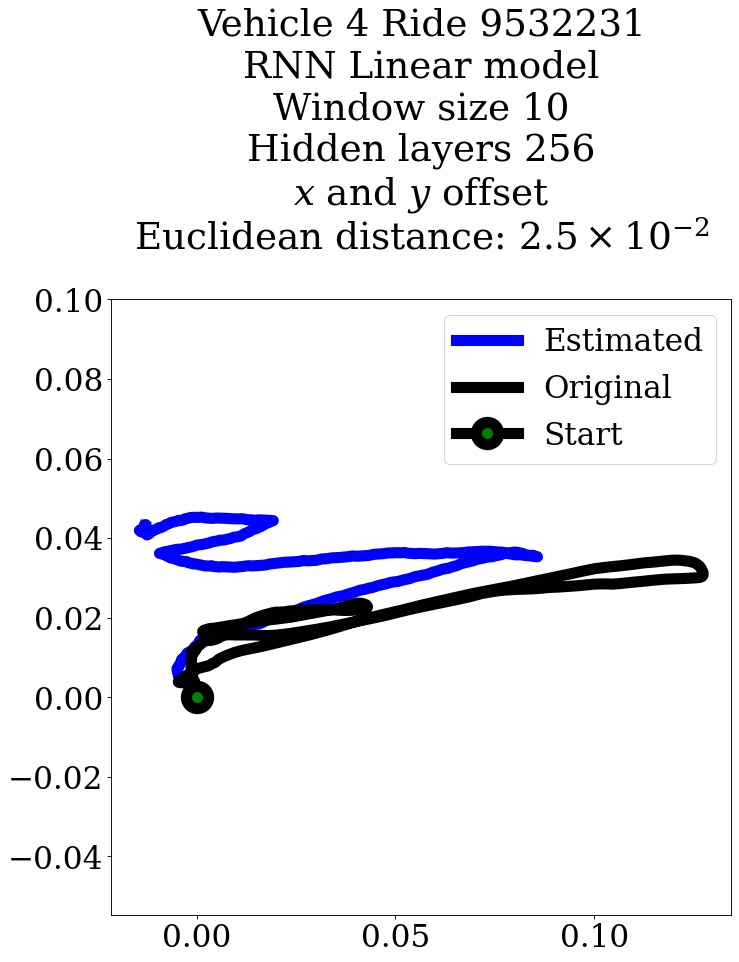 Vehicle 4 Ride 9532231
RNN Linear model
Window size 10
Hidden layers 256
x and y offset
Euclidean distance: 2.5 × 10⁻²
0.10
0.08
0.06
0.04
0.02
0.00
−0.02
−0.04
Estimated
Original
Start
0.00 0.05 0.10